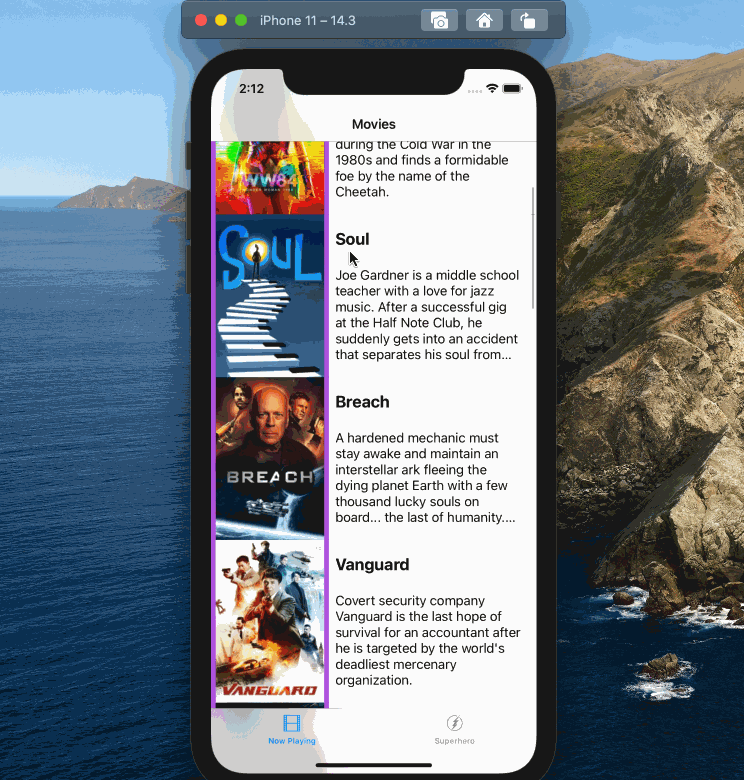 iPhone 11 – 14.3
2:12
Movies
during the Cold War in the
1980s and finds a formidable
foe by the name of the
Cheetah.
WW84
SOUL
Soul
Joe Gardner is a middle school
teacher with a love for jazz
music. After a successful gig
at the Half Note Club, he
suddenly gets into an accident
that separates his soul from...
BREACH
Breach
A hardened mechanic must
stay awake and maintain an
interstellar ark fleeing the
dying planet Earth with a few
thousand lucky souls on
board... the last of humanity....
VANGUARD
Vanguard
Covert security company
Vanguard is the last hope of
survival for an accountant after
he is targeted by the world's
deadliest mercenary
organization.
Now Playing
Superhero